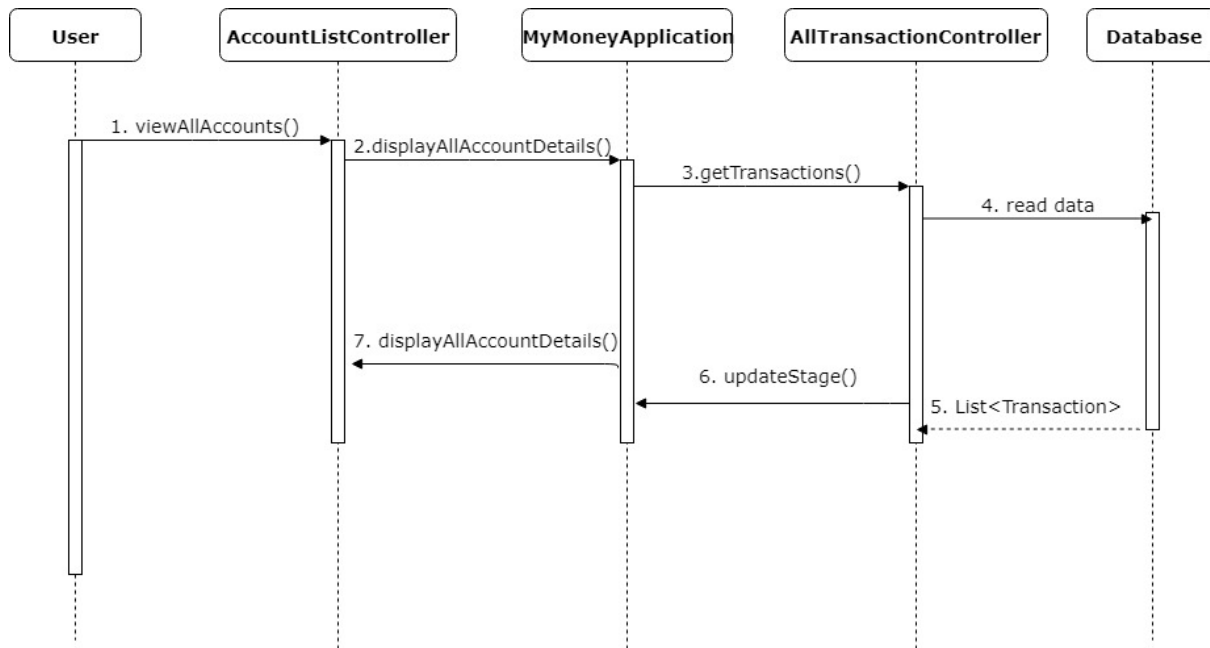 User
AccountListController
MyMoneyApplication
AllTransactionController
Database
1. viewAllAccounts()
2.displayAllAccountDetails()
3.getTransactions()
4. read data
7. displayAllAccountDetails()
6. updateStage()
5. List<Transaction>